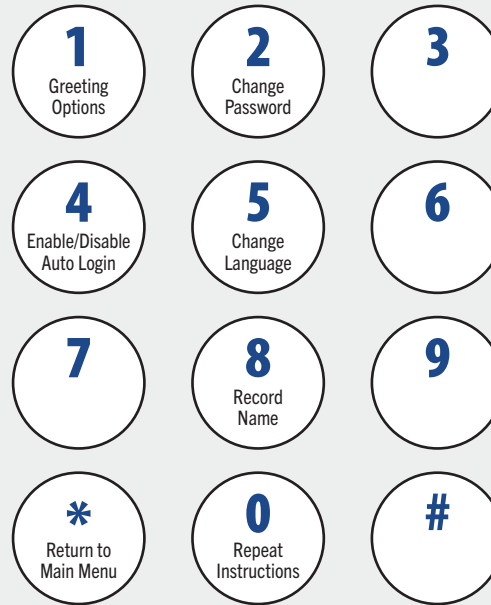 1
Greeting
Options
2
Change
Password
3
4
Enable/Disable
Auto Login
5
Change
Language
6
7
8
Record
Name
9
*
Return to
Main Menu
0
Repeat
Instructions
#